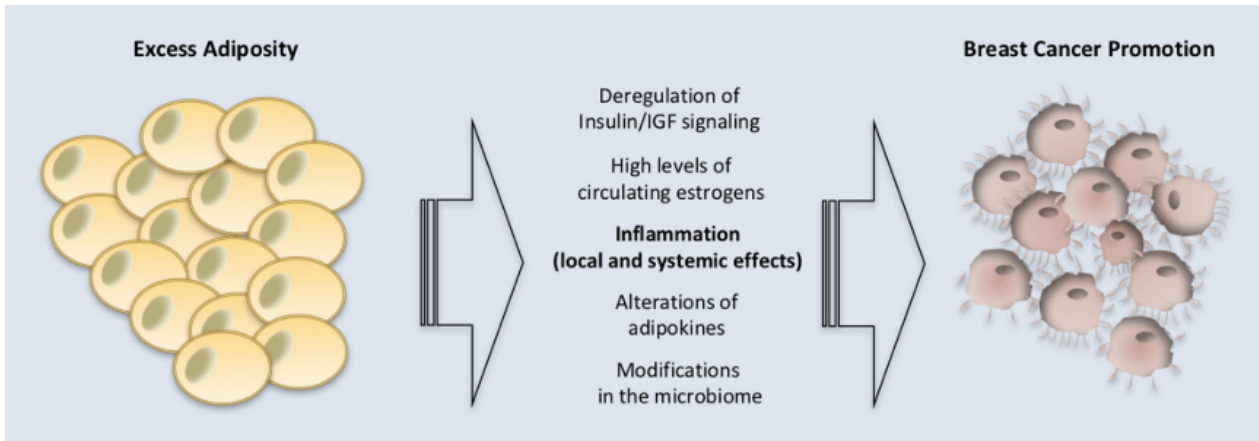 Excess Adiposity
Deregulation of
Insulin/IGF signaling
High levels of
circulating estrogens
Inflammation
(local and systemic effects)
Alterations of
adipokines
Modifications
in the microbiome
Breast Cancer Promotion